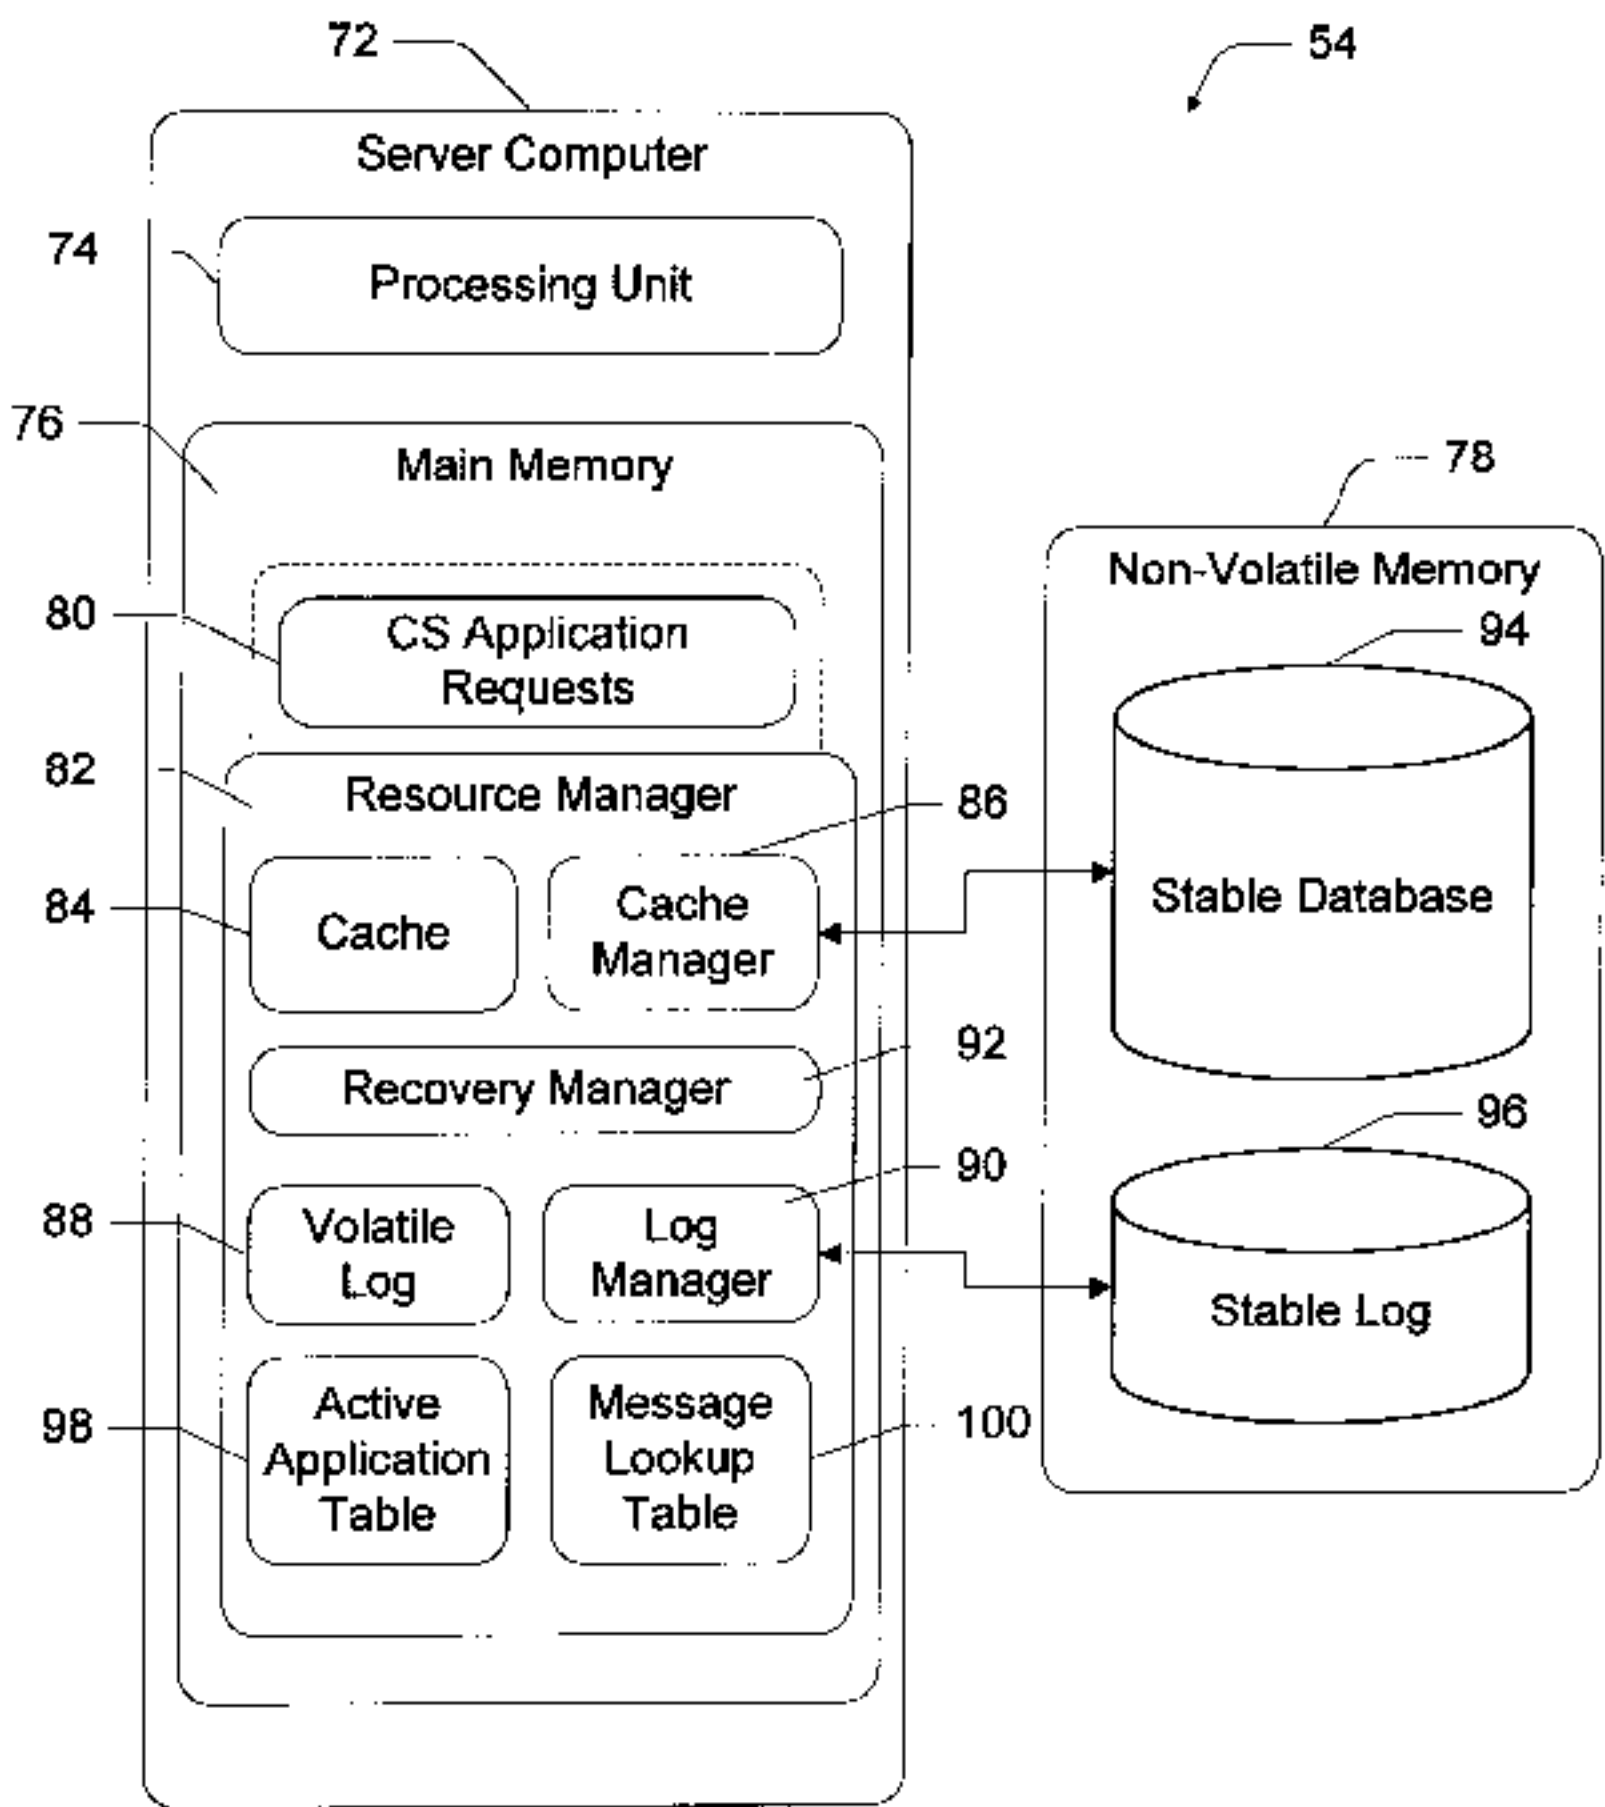 72
54
Server Computer
74
Processing Unit
76
Main Memory
78
Non-Volatile Memory
80
CS Application
Requests
94
82
Resource Manager
86
84
Cache
Cache
Manager
Stable Database
92
Recovery Manager
96
90
88
Volatile
Log
Log
Manager
Stable Log
98
Active
Application
Table
Message
Lookup
Table
100